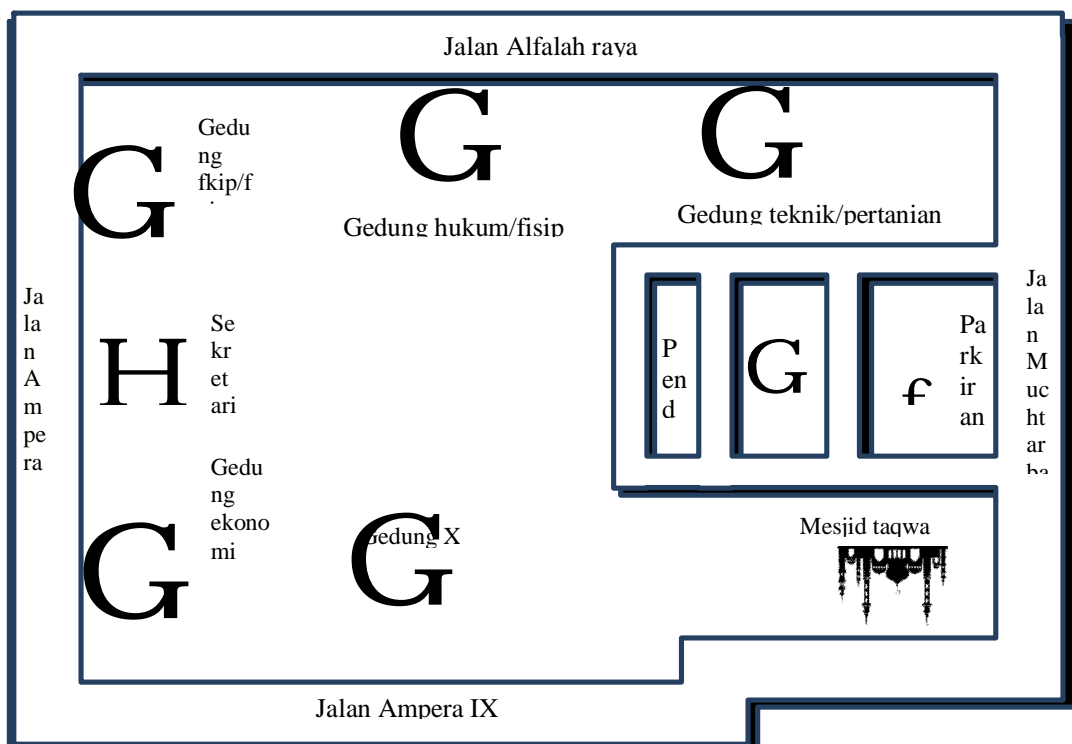 Jalan Alfalah raya
G
Gedu
ng
fkip/f
G
Gedung hukum/fisip
G
Gedung teknik/pertanian
Ja
la
n
A
m
pe
ra
H
Se
kr
et
ari
P
en
d
G
Pa
rk
ir
an
Ja
la
n
M
uc
ht
ar
ba
G
Gedu
ng
ekono
mi
G
Gedung X
Mesjid taqwa
Jalan Ampera IX